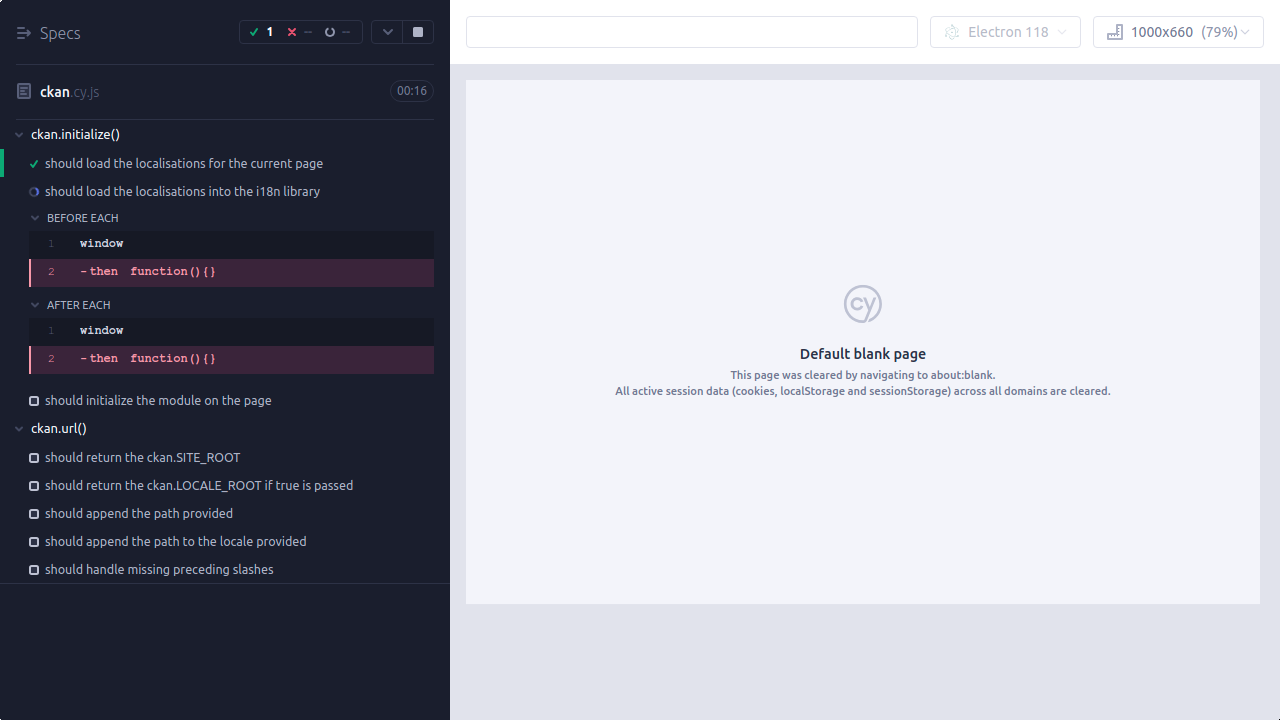 Specs
1 -- --
Electron 118
1000x660 (79%)
ckan.cy.js
00:16
ckan.initialize()
should load the localisations for the current page
should load the localisations into the i18n library
BEFORE EACH
1 window
2 -then function(){}
AFTER EACH
1 window
2 -then function(){}
should initialize the module on the page
ckan.url()
should return the ckan.SITE_ROOT
should return the ckan.LOCALE_ROOT if true is passed
should append the path provided
should append the path to the locale provided
should handle missing preceding slashes
cy
Default blank page
This page was cleared by navigating to about:blank.
All active session data (cookies, localStorage and sessionStorage) across all domains are cleared.